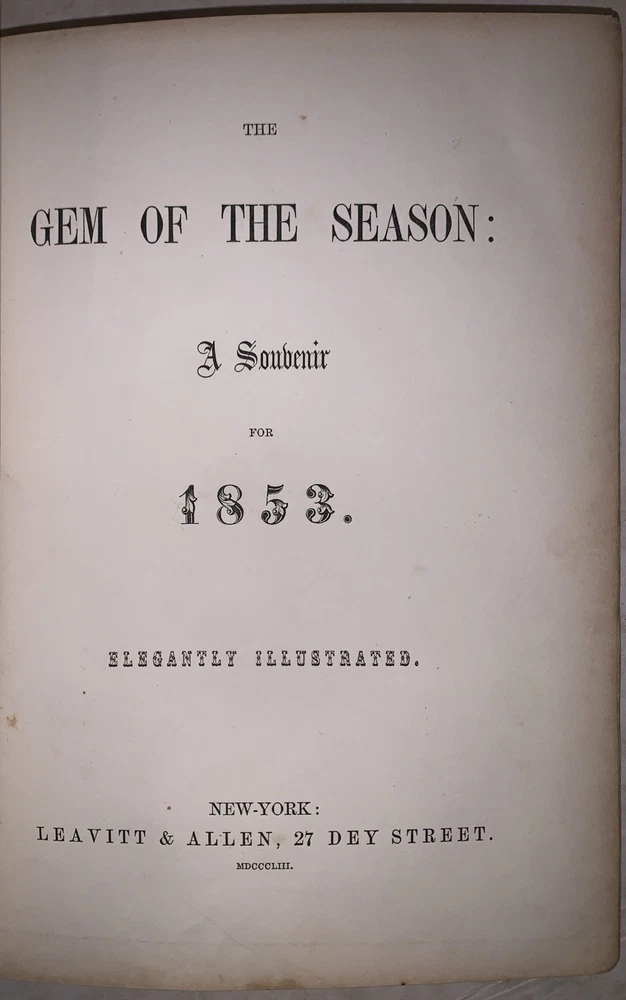 THE
GEM OF THE SEASON:
A Souvenir
FOR
1853.
ELEGANTLY ILLUSTRATED.
NEW-YORK:
LEAVITT & ALLEN, 27 DEY STREET.
MDCCCLIII.